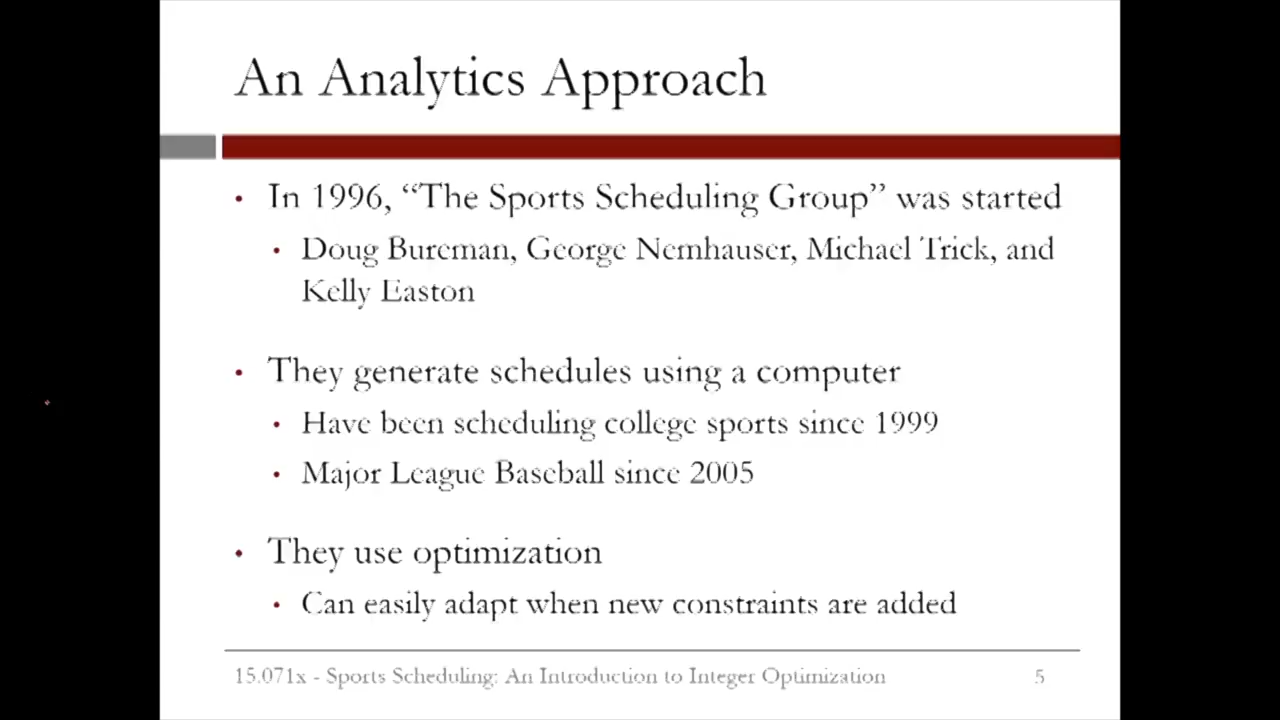 An Analytics Approach
• In 1996, “The Sports Scheduling Group” was started
• Doug Bureman, George Nemhauser, Michael Trick, and
Kelly Easton
• They generate schedules using a computer
• Have been scheduling college sports since 1999
• Major League Baseball since 2005
• They use optimization
• Can easily adapt when new constraints are added
15.071x - Sports Scheduling: An Introduction to Integer Optimization 5